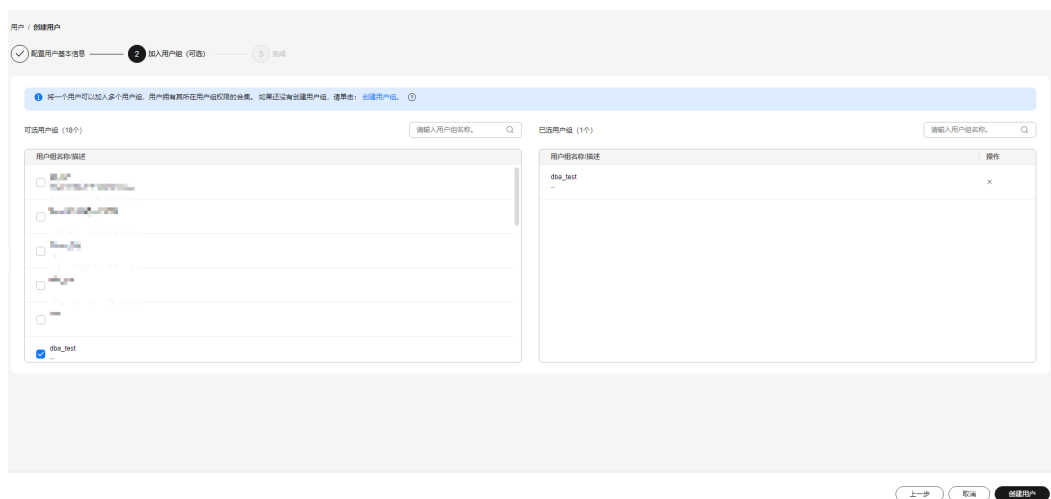 用户 / 创建用户
配置用户基本信息 2 加入用户组 (可选) 3 完成
将一个用户可以加入多个用户组，用户拥有其所在用户组权限的合集。如果还没有创建用户组，请单击：创建用户组。
可选用户组 (18个) 请输入用户组名称。 已选用户组 (1个) 请输入用户组名称。
用户组名称/描述 用户组名称/描述 操作
dba_test
--
dba_test
--
上一步 取消 创建用户